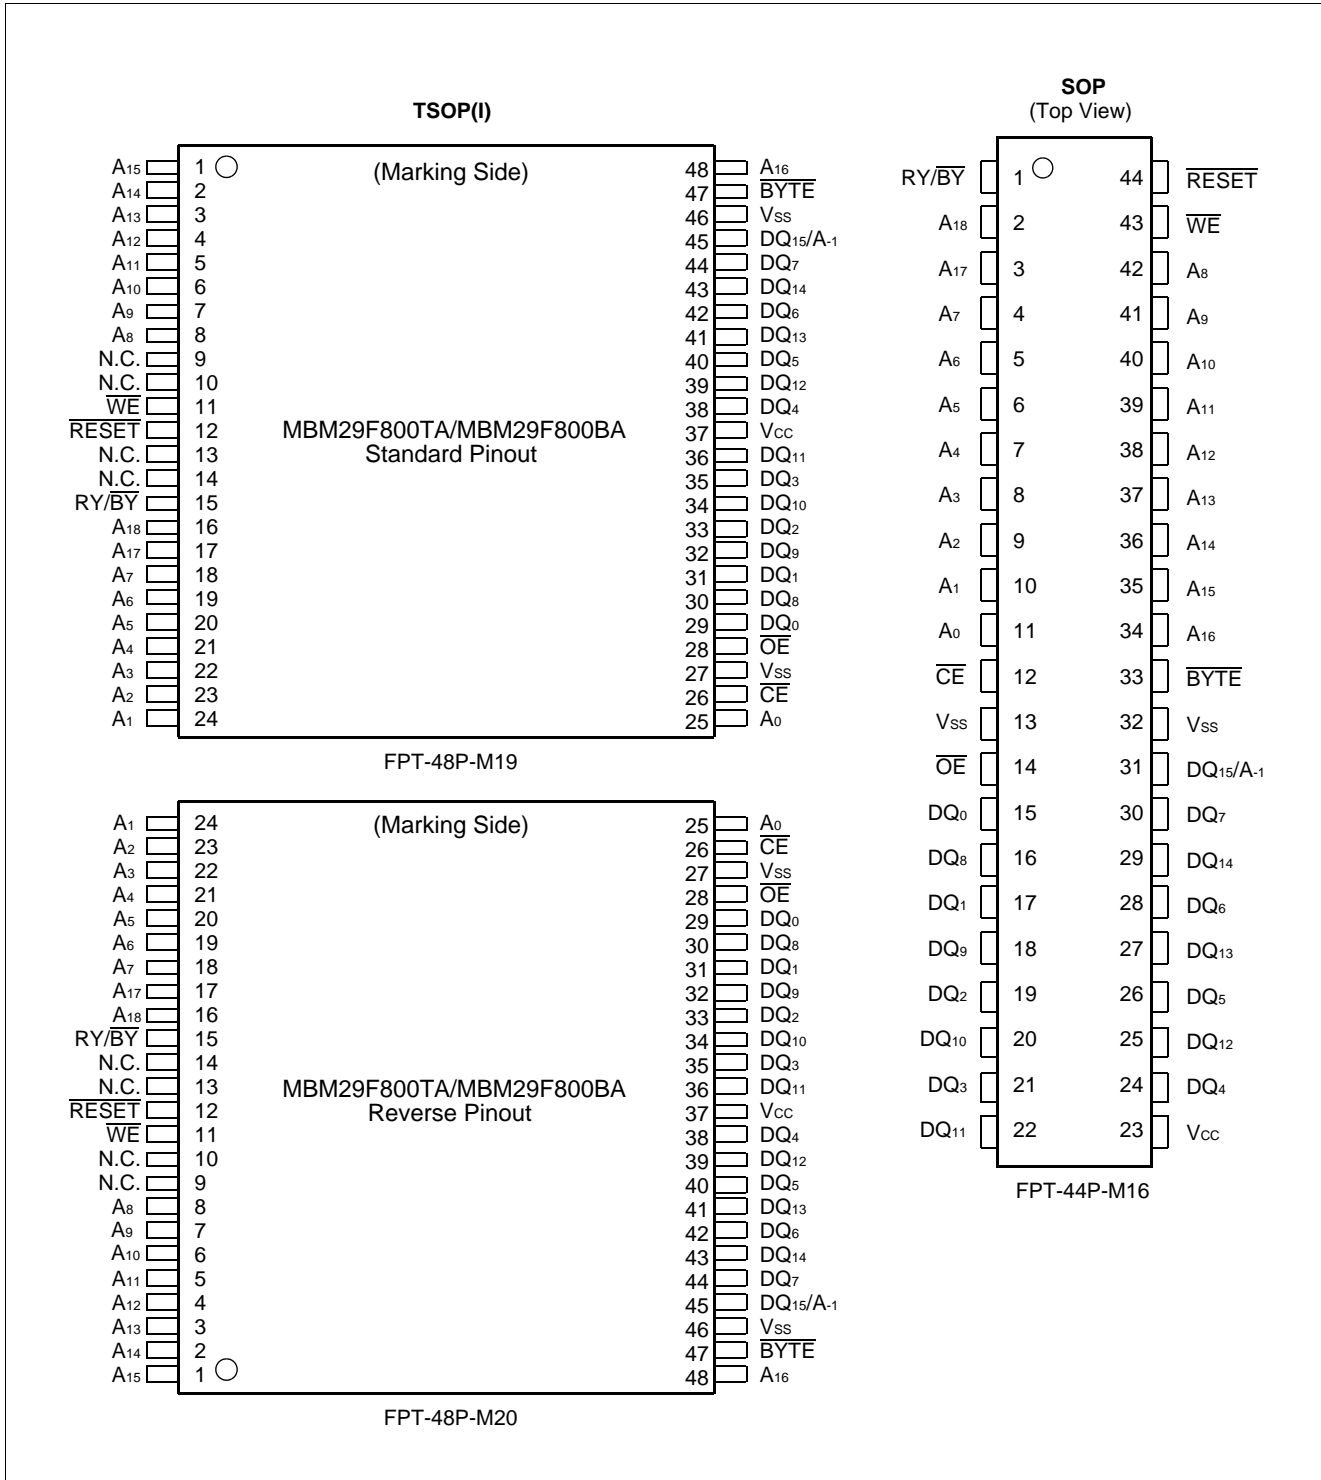 TSOP(I)
(Marking Side)
A15 1 48 A16
A14 2 47 BYTE
A13 3 46 VSS
A12 4 45 DQ15/A-1
A11 5 44 DQ7
A10 6 43 DQ14
A9 7 42 DQ6
A8 8 41 DQ13
N.C. 9 40 DQ5
N.C. 10 39 DQ12
WE 11 38 DQ4
RESET 12 37 VCC
N.C. 13 36 DQ11
N.C. 14 35 DQ3
RY/BY 15 34 DQ10
A18 16 33 DQ2
A17 17 32 DQ9
A7 18 31 DQ1
A6 19 30 DQ8
A5 20 29 DQ0
A4 21 28 OE
A3 22 27 VSS
A2 23 26 CE
A1 24 25 A0
MBM29F800TA/MBM29F800BA
Standard Pinout
FPT-48P-M19
(Marking Side)
A1 24 25 A0
A2 23 26 CE
A3 22 27 VSS
A4 21 28 OE
A5 20 29 DQ0
A6 19 30 DQ8
A7 18 31 DQ1
A17 17 32 DQ9
A18 16 33 DQ2
RY/BY 15 34 DQ10
N.C. 14 35 DQ3
N.C. 13 36 DQ11
RESET 12 37 VCC
WE 11 38 DQ4
N.C. 10 39 DQ12
N.C. 9 40 DQ5
A8 8 41 DQ13
A9 7 42 DQ6
A10 6 43 DQ14
A11 5 44 DQ7
A12 4 45 DQ15/A-1
A13 3 46 VSS
A14 2 47 BYTE
A15 1 48 A16
MBM29F800TA/MBM29F800BA
Reverse Pinout
FPT-48P-M20
SOP
(Top View)
RY/BY 1 44 RESET
A18 2 43 WE
A17 3 42 A8
A7 4 41 A9
A6 5 40 A10
A5 6 39 A11
A4 7 38 A12
A3 8 37 A13
A2 9 36 A14
A1 10 35 A15
A0 11 34 A16
CE 12 33 BYTE
VSS 13 32 VSS
OE 14 31 DQ15/A-1
DQ0 15 30 DQ7
DQ8 16 29 DQ14
DQ1 17 28 DQ6
DQ9 18 27 DQ13
DQ2 19 26 DQ5
DQ10 20 25 DQ12
DQ3 21 24 DQ4
DQ11 22 23 VCC
FPT-44P-M16